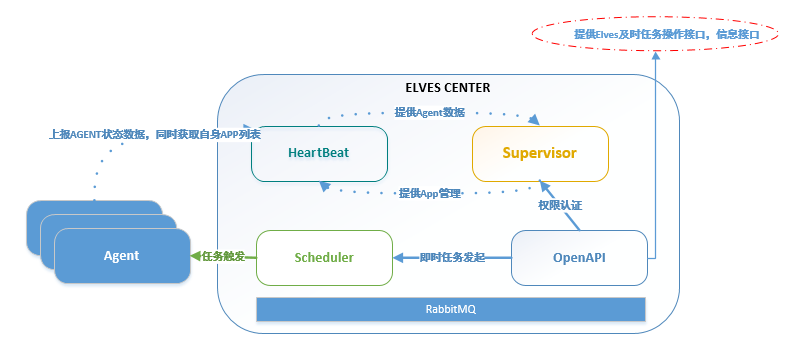 提供Elves及时任务操作接口，信息接口
ELVES CENTER
提供Agent数据
上报AGENT状态数据，同时获取自身APP列表
HeartBeat
Supervisor
提供App管理
权限认证
Agent
任务触发
Scheduler
即时任务发起
OpenAPI
RabbitMQ